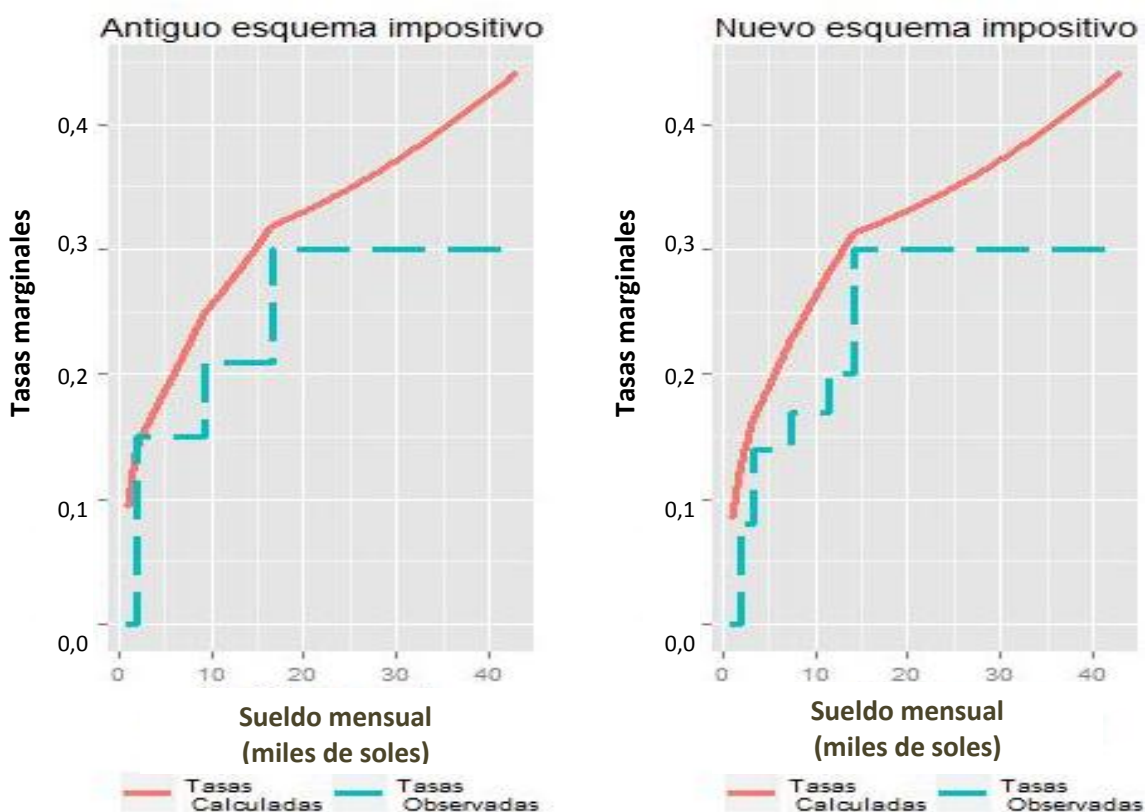 Antiguo esquema impositivo
Tasas marginales
0,4
0,3
0,2
0,1
0,0
0 10 20 30 40
Sueldo mensual
(miles de soles)
Tasas
Calculadas
Tasas
Observadas
Nuevo esquema impositivo
Tasas marginales
0,4
0,3
0,2
0,1
0,0
0 10 20 30 40
Sueldo mensual
(miles de soles)
Tasas
Calculadas
Tasas
Observadas